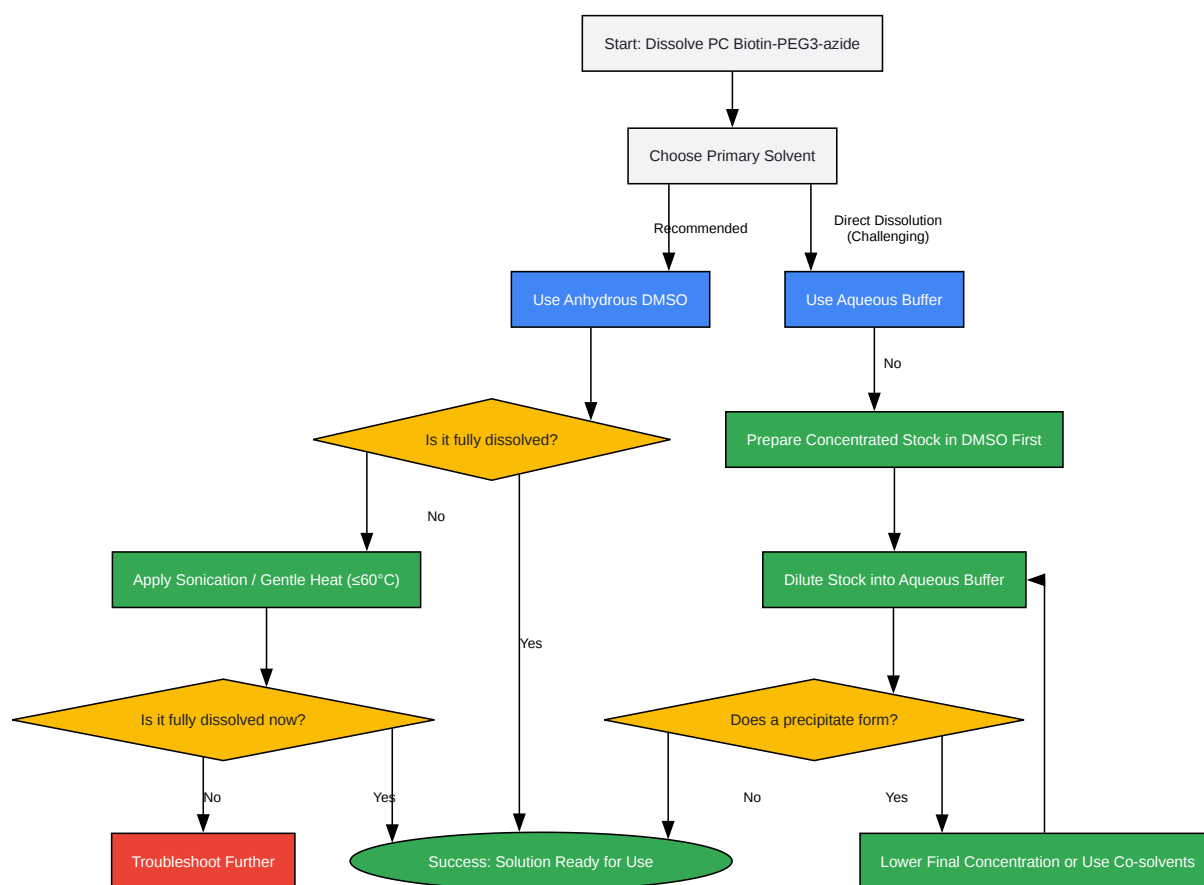 Start: Dissolve PC Biotin-PEG3-azide
Choose Primary Solvent
Recommended
Direct Dissolution
(Challenging)
Use Anhydrous DMSO
Use Aqueous Buffer
No
Is it fully dissolved?
Prepare Concentrated Stock in DMSO First
No
Apply Sonication / Gentle Heat (≤60°C)
Dilute Stock into Aqueous Buffer
Yes
Is it fully dissolved now?
Does a precipitate form?
No
Yes
No
Yes
Troubleshoot Further
Success: Solution Ready for Use
Lower Final Concentration or Use Co-solvents